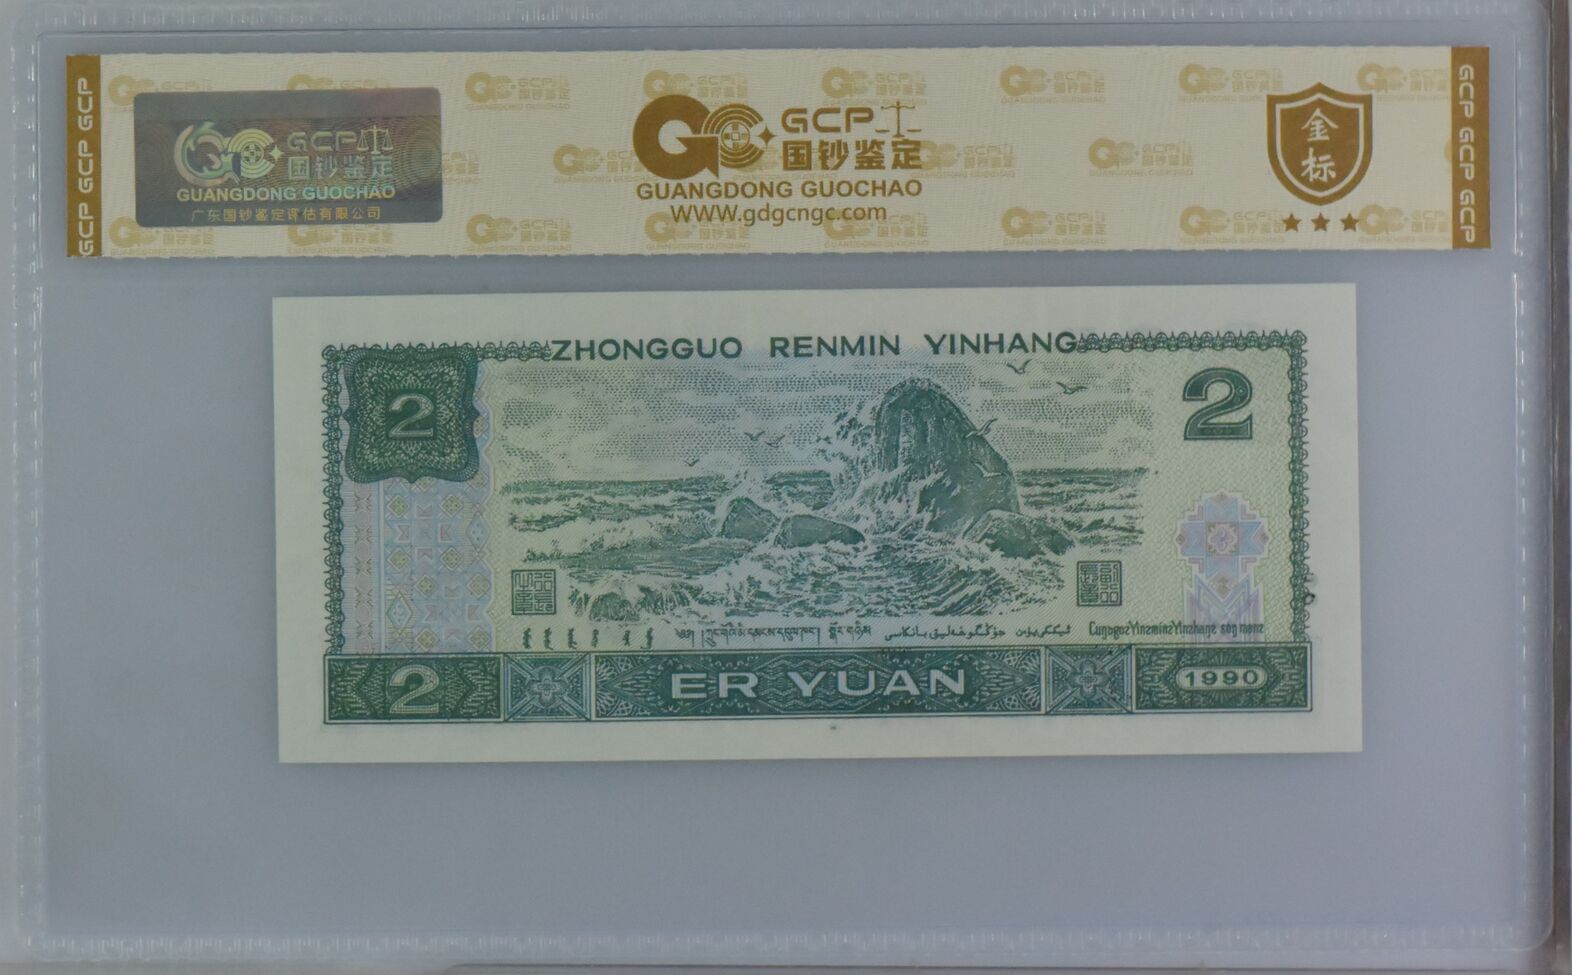 GCP GCP GCP
GCP
国钞鉴定
GUANGDONG GUOCHAO
广东国钞鉴定评估有限公司
GCP
国钞鉴定
GUANGDONG GUOCHAO
WWW.gdgcngc.com
金标
GCP GCP GCP
ZHONGGUO RENMIN YINHANG
2
2
2
ER YUAN
1990